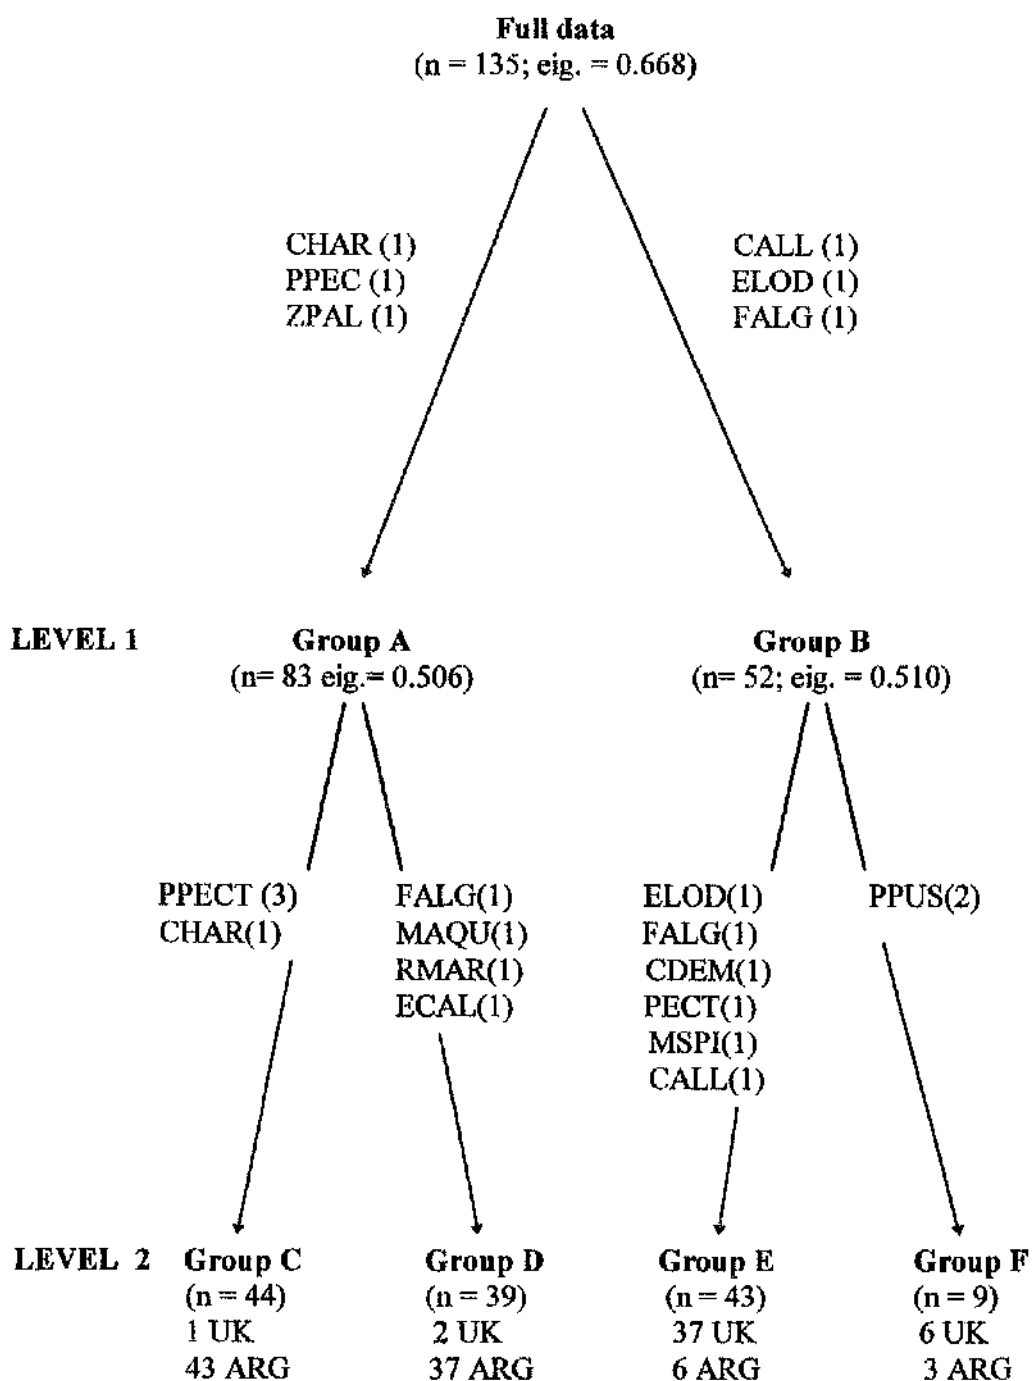 Full data
(n = 135; eig. = 0.668)
CHAR (1)
PPEC (1)
ZPAL (1)
CALL (1)
ELOD (1)
FALG (1)
LEVEL 1
Group A
(n= 83 eig.= 0.506)
Group B
(n= 52; eig. = 0.510)
PPECT (3)
CHAR(1)
FALG(1)
MAQU(1)
RMAR(1)
ECAL(1)
ELOD(1)
FALG(1)
CDEM(1)
PECT(1)
MSPI(1)
CALL(1)
PPUS(2)
LEVEL 2
Group C
(n = 44)
1 UK
43 ARG
Group D
(n = 39)
2 UK
37 ARG
Group E
(n = 43)
37 UK
6 ARG
Group F
(n = 9)
6 UK
3 ARG